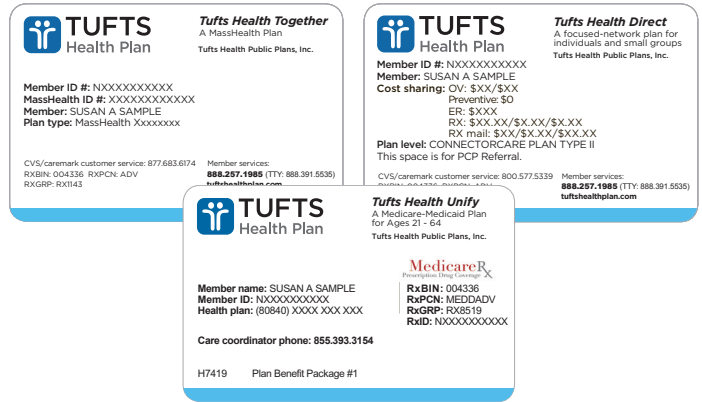 TUFTS
Health Plan
Tufts Health Together
A MassHealth Plan
Tufts Health Public Plans, Inc.
Member ID #: NXXXXXXXXXX
MassHealth ID #: XXXXXXXXXXXX
Member: SUSAN A SAMPLE
Plan type: MassHealth Xxxxxxxx
CVS/caremark customer service: 877.683.6174
RXBIN: 004336 RXPCN: ADV
RXGRP: RX1143
Member services:
888.257.1985 (TTY: 888.391.5535)
tuftshealthplan.com
TUFTS
Health Plan
Tufts Health Direct
A focused-network plan for
individuals and small groups
Tufts Health Public Plans, Inc.
Member ID #: NXXXXXXXXXX
Member: SUSAN A SAMPLE
Cost sharing: OV: $XX/$XX
Preventive: $0
ER: $XXX
RX: $XX.XX/$X.XX/$X.XX
RX mail: $XX/$X.XX/$XX.XX
Plan level: CONNECTORCARE PLAN TYPE II
This space is for PCP Referral.
CVS/caremark customer service: 800.577.5339
RXBIN: 004336 RXPCN: ADV
Member services:
888.257.1985 (TTY: 888.391.5535)
tuftshealthplan.com
TUFTS
Health Plan
Tufts Health Unify
A Medicare-Medicaid Plan
for Ages 21 - 64
Tufts Health Public Plans, Inc.
MedicareRx
Prescription Drug Coverage
Member name: SUSAN A SAMPLE
Member ID: NXXXXXXXXXX
Health plan: (80840) XXXX XXX XXX
RxBIN: 004336
RxPCN: MEDDADV
RxGRP: RX8519
RxID: NXXXXXXXXXX
Care coordinator phone: 855.393.3154
H7419 Plan Benefit Package #1